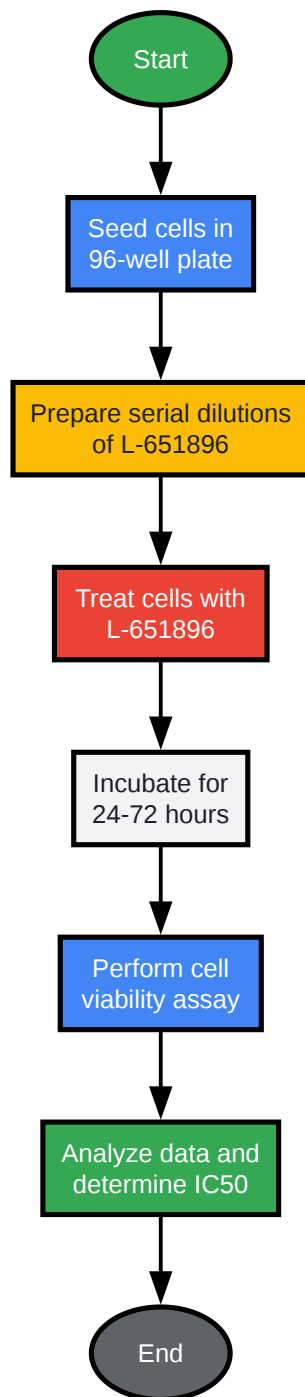 Start
Seed cells in
96-well plate
Prepare serial dilutions
of L-651896
Treat cells with
L-651896
Incubate for
24-72 hours
Perform cell
viability assay
Analyze data and
determine IC50
End